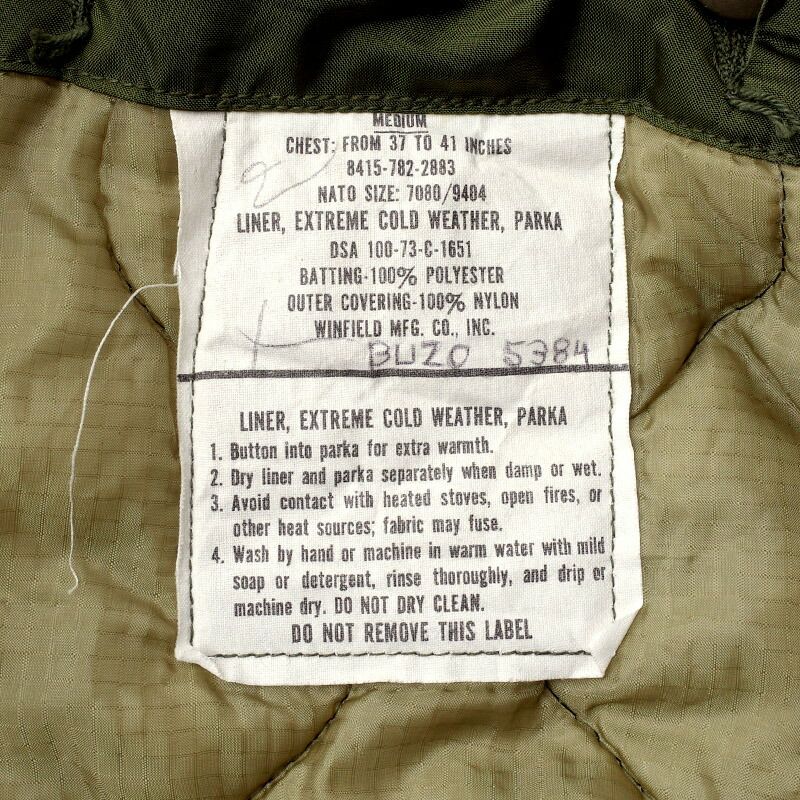 MEDIUM
CHEST: FROM 37 TO 41 INCHES
8415-782-2883
NATO SIZE: 7080/9404
LINER, EXTREME COLD WEATHER, PARKA
DSA 100-73-C-1651
BATTING-100% POLYESTER
OUTER COVERING-100% NYLON
WINFIELD MFG. CO., INC.
BUZO 5384
LINER, EXTREME COLD WEATHER, PARKA
1. Button into parka for extra warmth.
2. Dry liner and parka separately when damp or wet.
3. Avoid contact with heated stoves, open fires, or
other heat sources; fabric may fuse.
4. Wash by hand or machine in warm water with mild
soap or detergent, rinse thoroughly, and drip or
machine dry. DO NOT DRY CLEAN.
DO NOT REMOVE THIS LABEL